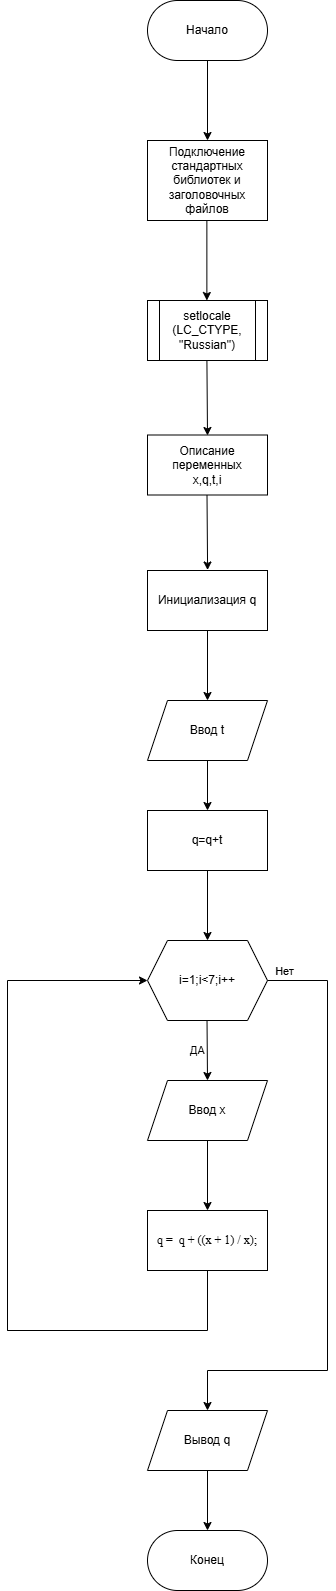 Начало
Подключение
стандартных
библиотек и
заголовочных
файлов
setlocale
(LC_CTYPE,
"Russian")
Описание
переменных
x,q,t,i
Инициализация q
Ввод t
q=q+t
i=1;i<7;i++
Нет
ДА
Ввод x
q = q + ((x + 1) / x);
Вывод q
Конец